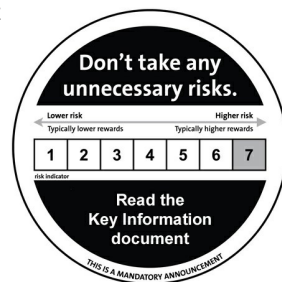 Don't take any
unnecessary risks.
Lower risk Higher risk
Typically lower rewards Typically higher rewards
1 2 3 4 5 6 7
risk indicator
Read the
Key Information
document
THIS IS A MANDATORY ANNOUNCEMENT